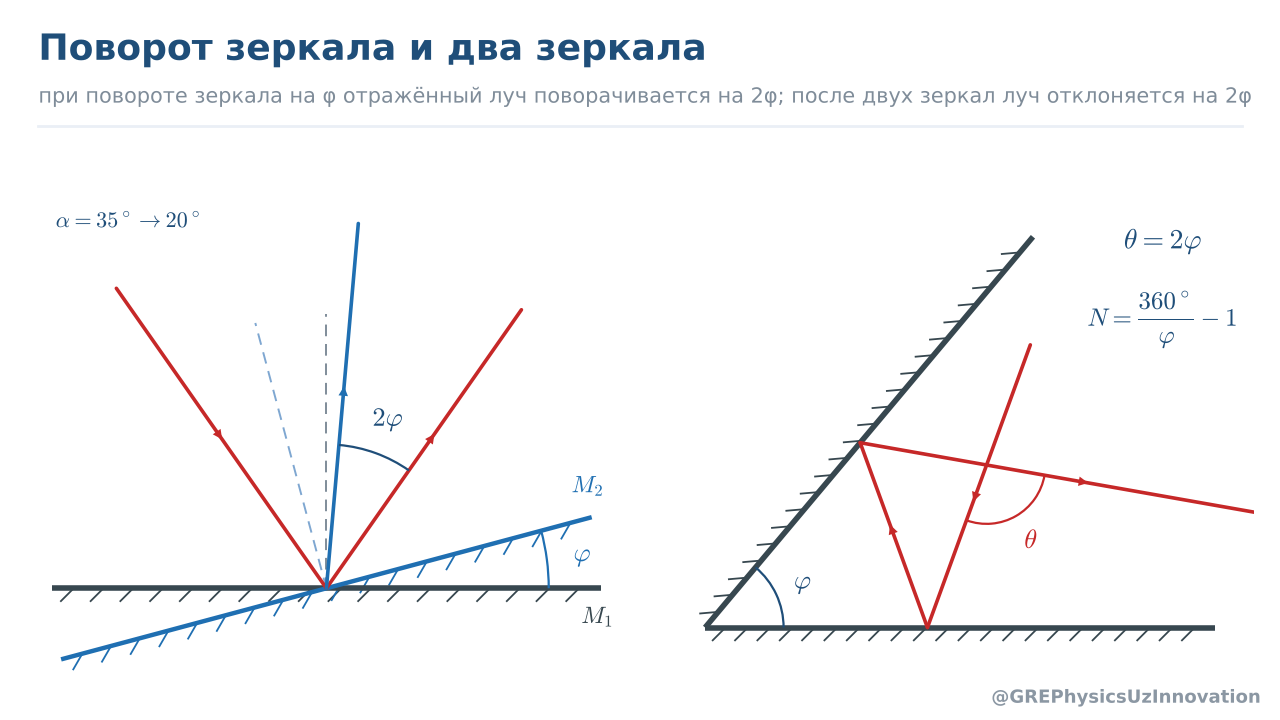 Поворот зеркала и два зеркала
при повороте зеркала на φ отражённый луч поворачивается на 2φ; после двух зеркал луч отклоняется на 2φ
α = 35° → 20°
2φ
M₂
φ
M₁
θ = 2φ
N = 360°/φ − 1
θ
φ
@GREPhysicsUzInnovation